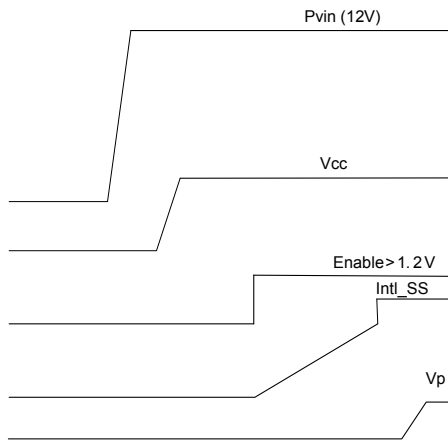 Pvin (12V)
Vcc
Enable>1.2V
Intl_SS
Vp